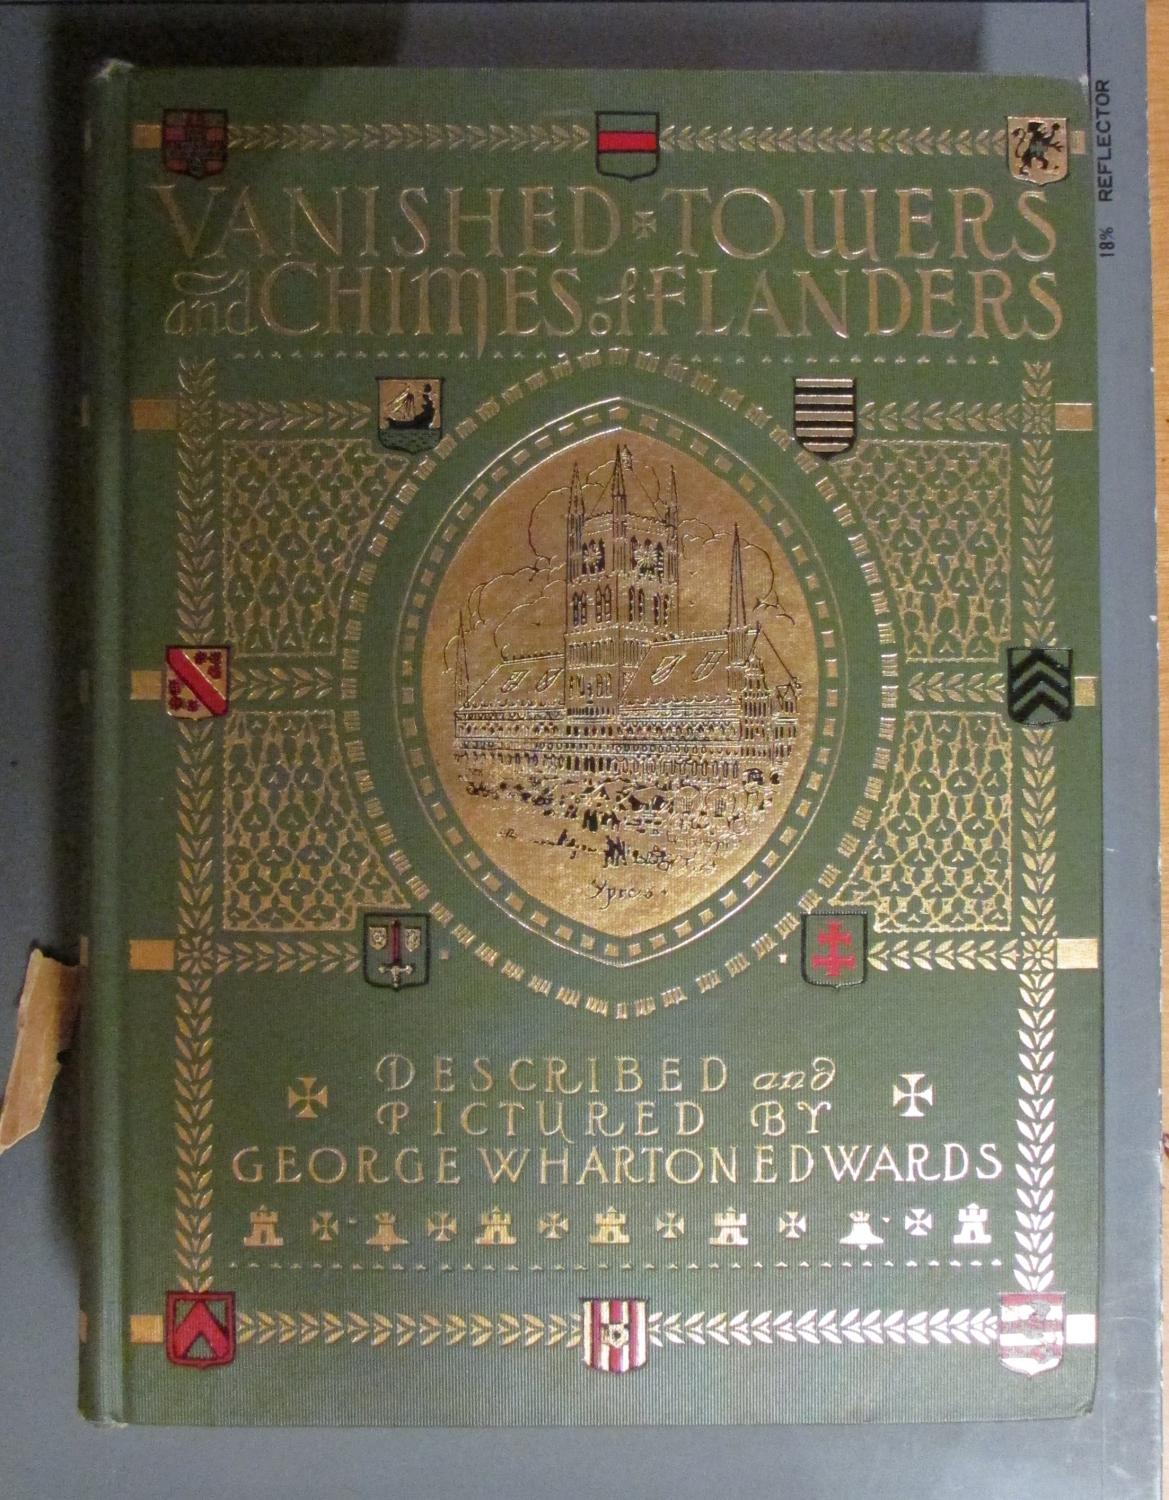 VANISHED TOWERS
and CHIMES of FLANDERS
Ypres
DESCRIBED and
PICTURED BY
GEORGE WHARTON EDWARDS
18% REFLECTOR